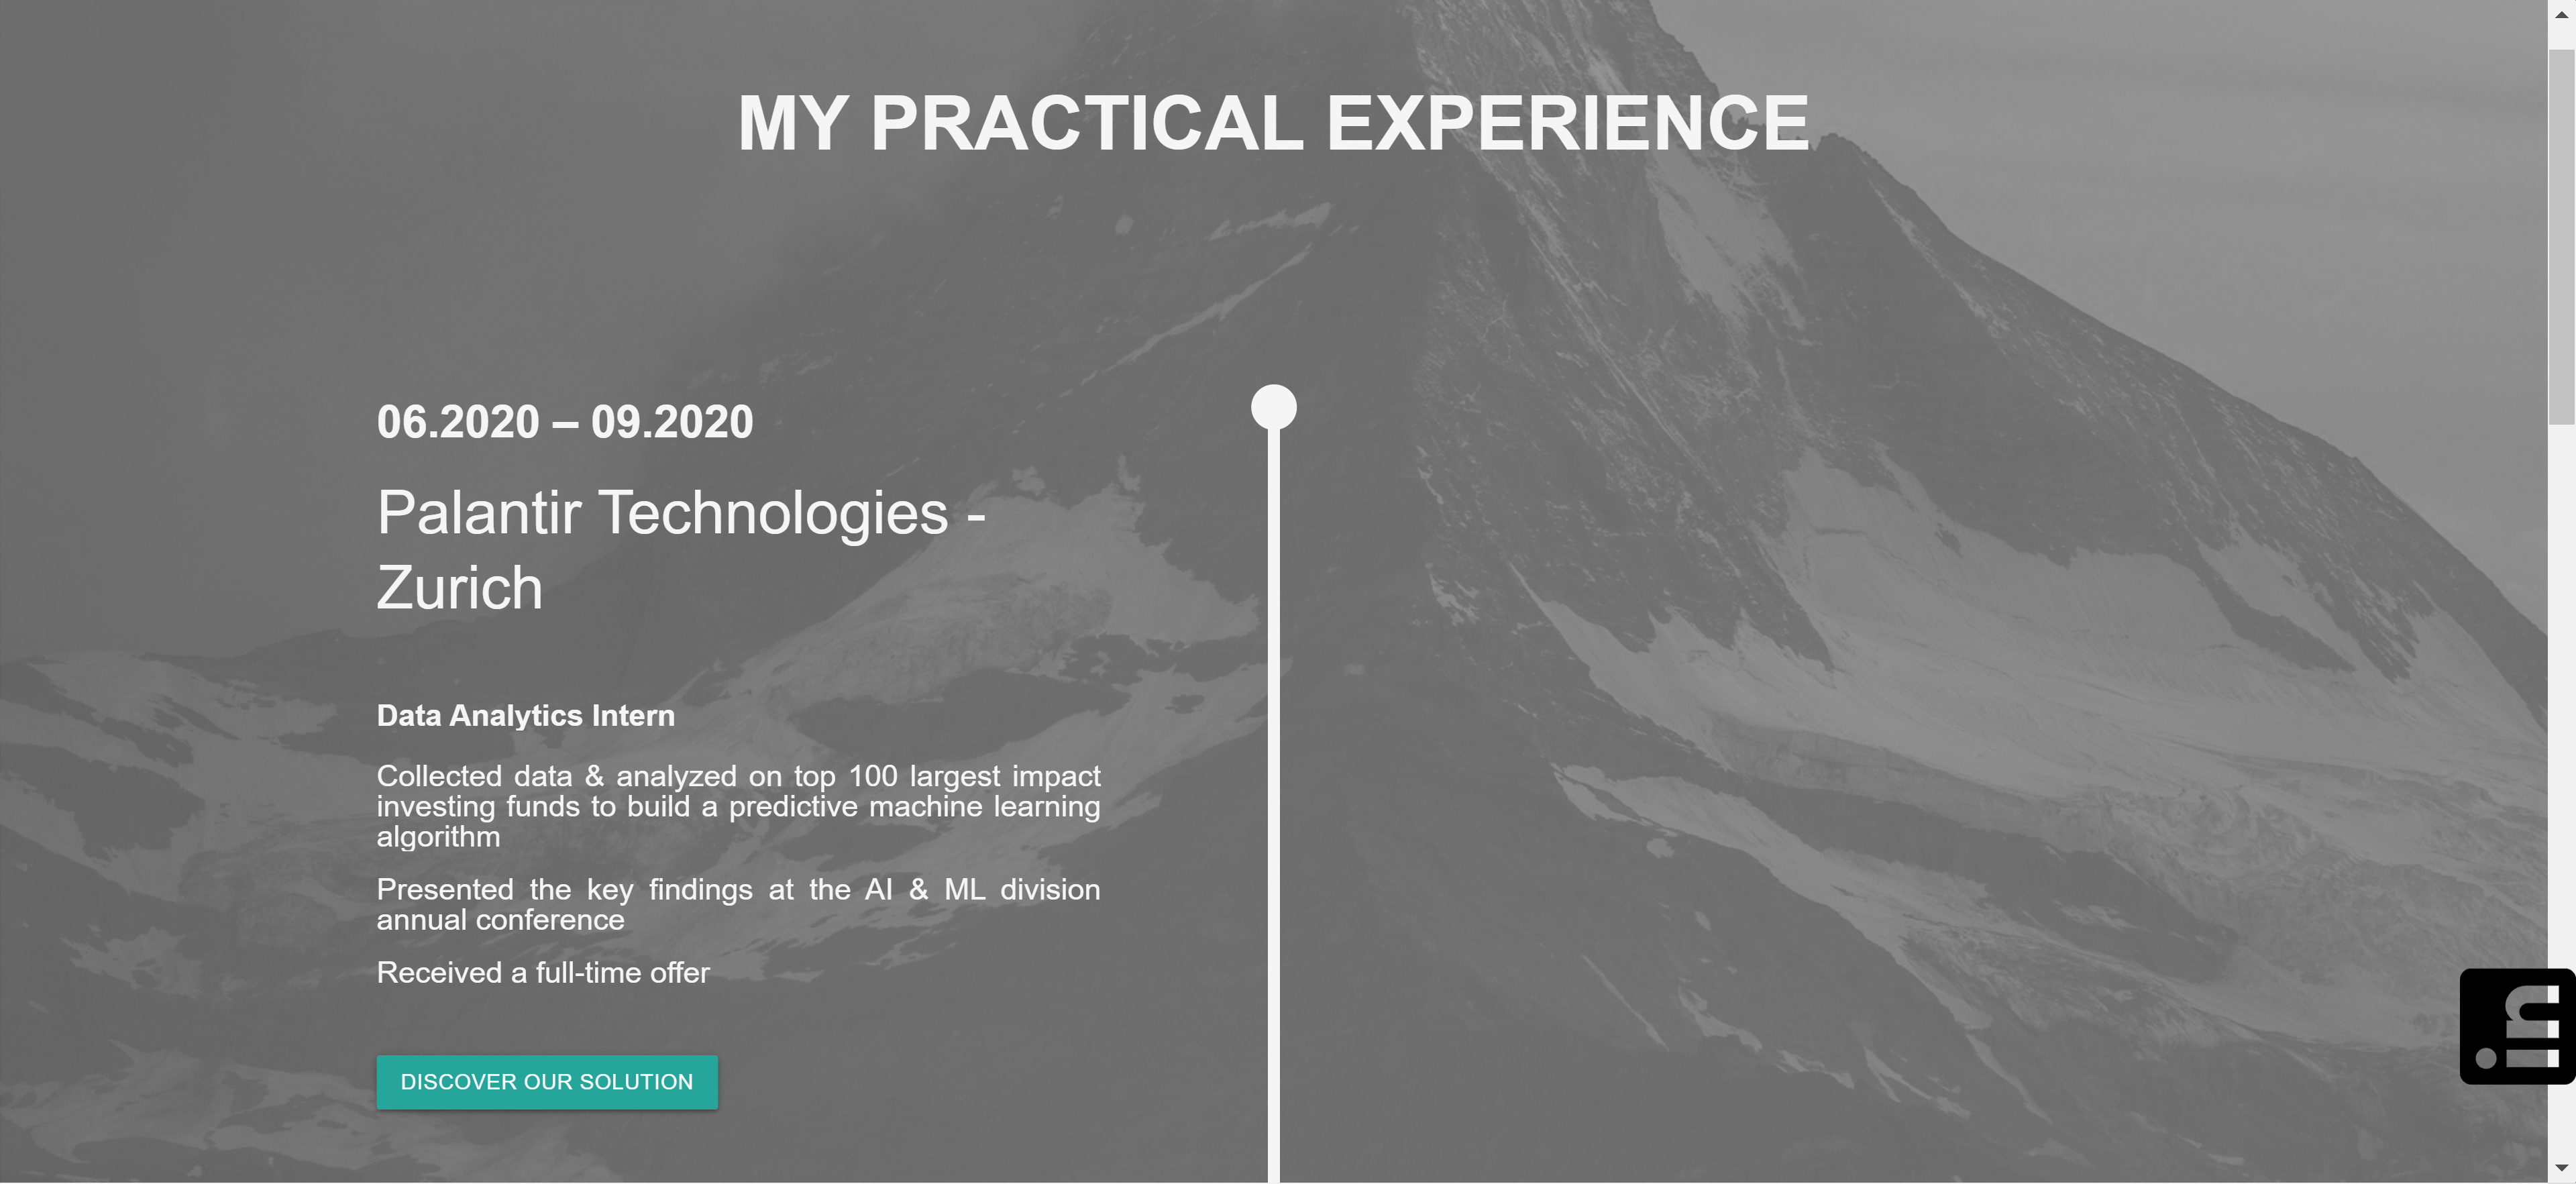 MY PRACTICAL EXPERIENCE
06.2020 – 09.2020
Palantir Technologies -
Zurich
Data Analytics Intern
Collected data & analyzed on top 100 largest impact
investing funds to build a predictive machine learning
algorithm
Presented the key findings at the AI & ML division
annual conference
Received a full-time offer
DISCOVER OUR SOLUTION
in